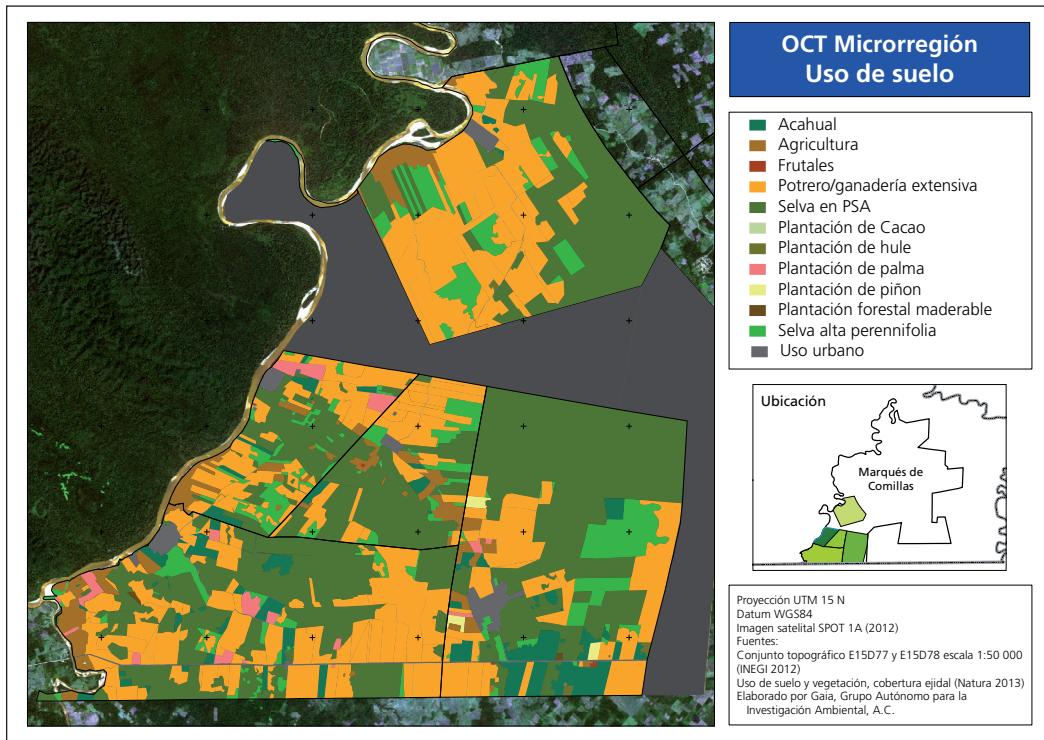 OCT Microrregión
Uso de suelo
Acahual
Agricultura
Frutales
Potrero/ganadería extensiva
Selva en PSA
Plantación de Cacao
Plantación de hule
Plantación de palma
Plantación de piñon
Plantación forestal maderable
Selva alta perennifolia
Uso urbano
Ubicación
Marqués de
Comillas
Proyección UTM 15 N
Datum WGS84
Imagen satelital SPOT 1A (2012)
Fuentes:
Conjunto topográfico E15D77 y E15D78 escala 1:50 000
(INEGI 2012)
Uso de suelo y vegetación, cobertura ejidal (Natura 2013)
Elaborado por Gaia, Grupo Autónomo para la
Investigación Ambiental, A.C.